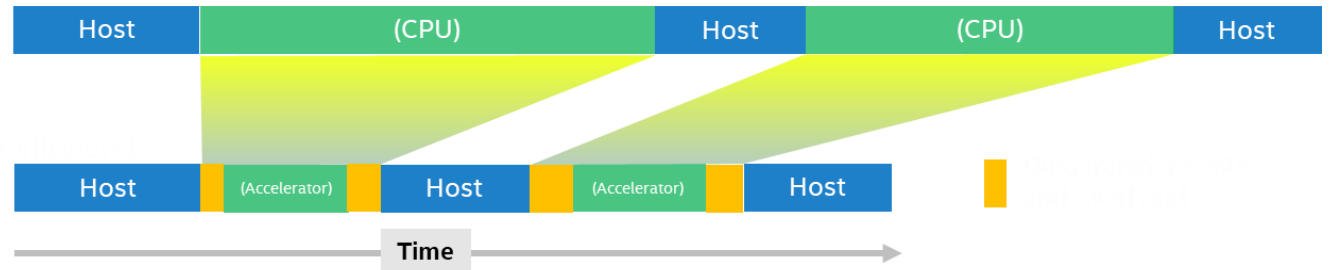 Host (CPU) Host (CPU) Host
Host (Accelerator) Host (Accelerator) Host
Time